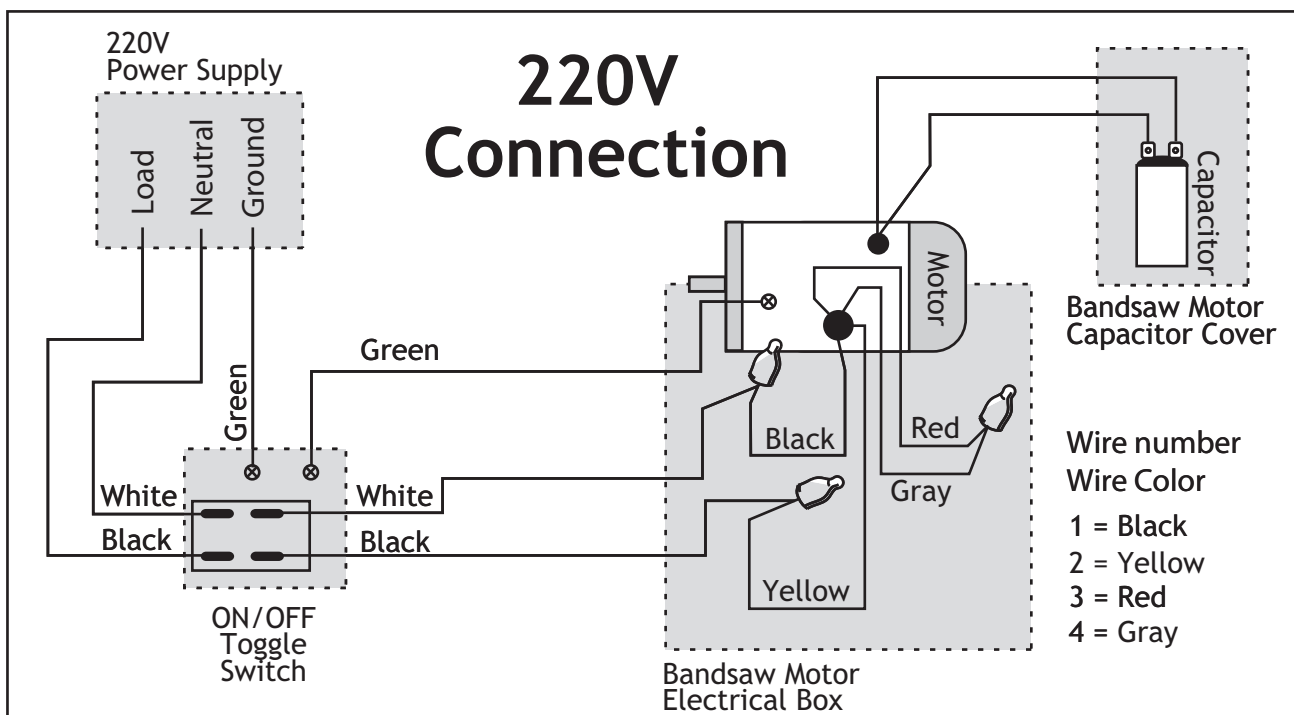 220V
Power Supply
Load
Neutral
Ground
220V
Connection
Capacitor
Bandsaw Motor
Capacitor Cover
Motor
Green
Green
White
White
Black
Black
ON/OFF
Toggle
Switch
Black
Red
Gray
Yellow
Bandsaw Motor
Electrical Box
Wire number
Wire Color
1 = Black
2 = Yellow
3 = Red
4 = Gray